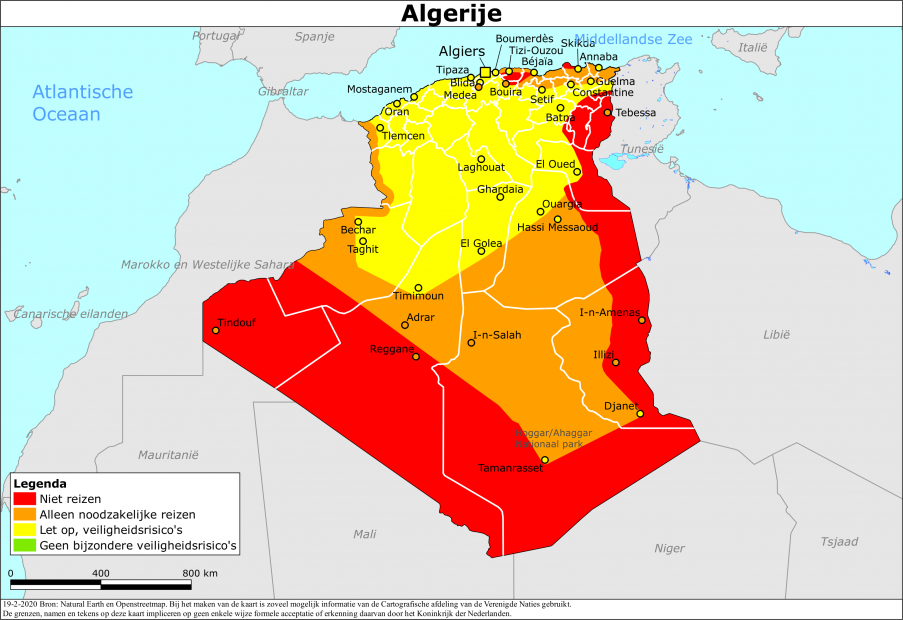 Algerije
Portugal
Spanje
Boumerdès
Middellandse Zee
Skikda
Italië
Algiers
Tizi-Ouzou
Béjaïa
Annaba
Tipaza
Blida
Guelma
Atlantische
Oceaan
Gibraltar
Mostaganem
Medea
Bouira
Setif
Constantine
Oran
Batna
Tebessa
Tlemcen
Tunesië
Laghouat
El Oued
Ghardaia
Ouargla
Bechar
Hassi Messaoud
Taghit
El Golea
Marokko en Westelijke Sahara
Timimoun
Canarische eilanden
Tindouf
Adrar
I-n-Amenas
I-n-Salah
Libië
Reggane
Illizi
Djanet
Hoggar/Ahaggar
Nationaal park
Mauritanië
Tamanrasset
Legenda
Niet reizen
Alleen noodzakelijke reizen
Let op, veiligheidsrisico's
Geen bijzondere veiligheidsrisico's
Mali
Niger
Tsjaad
0 400 800 km
19-2-2020 Bron: Natural Earth en Openstreetmap. Bij het maken van de kaart is zoveel mogelijk informatie van de Cartografische afdeling van de Verenigde Naties gebruikt.
De grenzen, namen en tekens op deze kaart impliceren op geen enkele wijze formele acceptatie of erkenning daarvan door het Koninkrijk der Nederlanden.